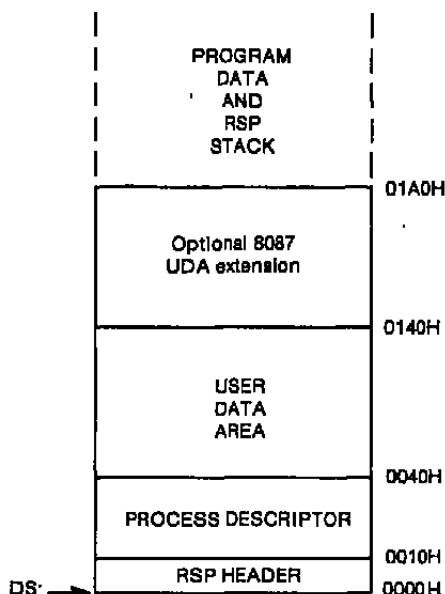 PROGRAM
DATA
AND
RSP
STACK
01A0H
Optional 8087
UDA extension
0140H
USER
DATA
AREA
0040H
PROCESS DESCRIPTOR
0010H
RSP HEADER
DS:
0000H